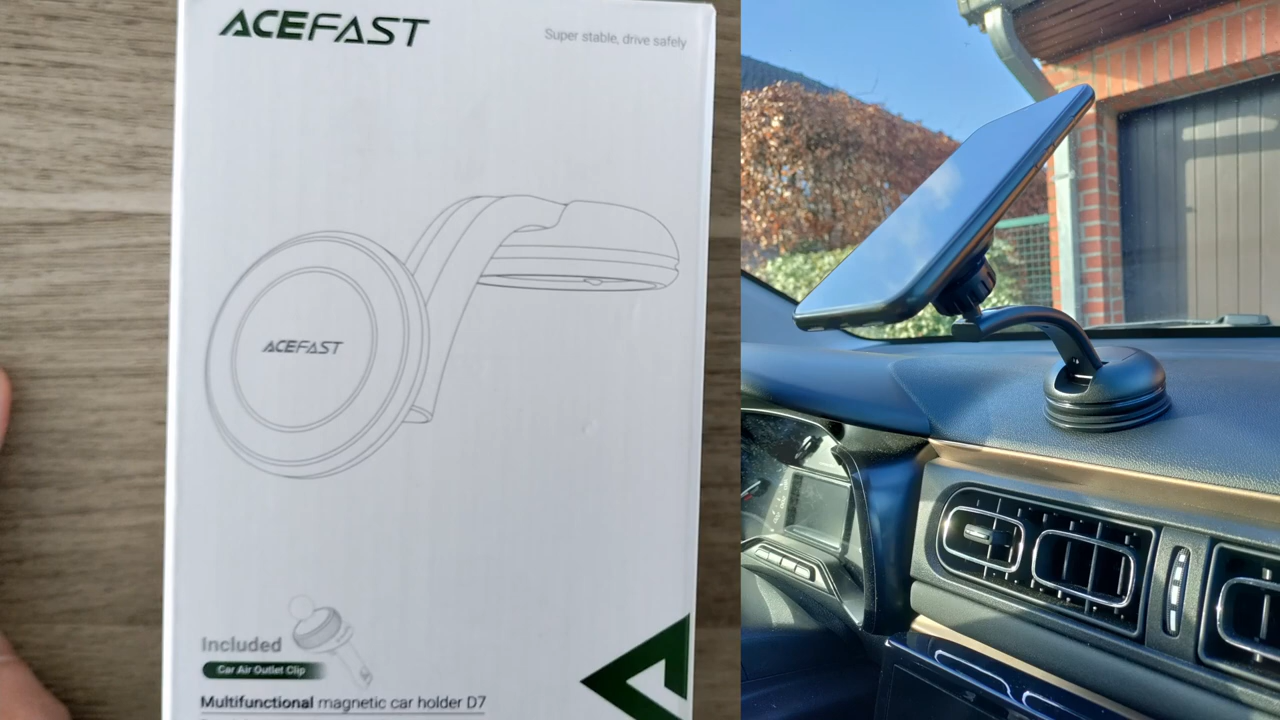 ACEFAST
Super stable, drive safely
ACEFAST
Included
Car Air Outlet Clip
Multifunctional magnetic car holder D7